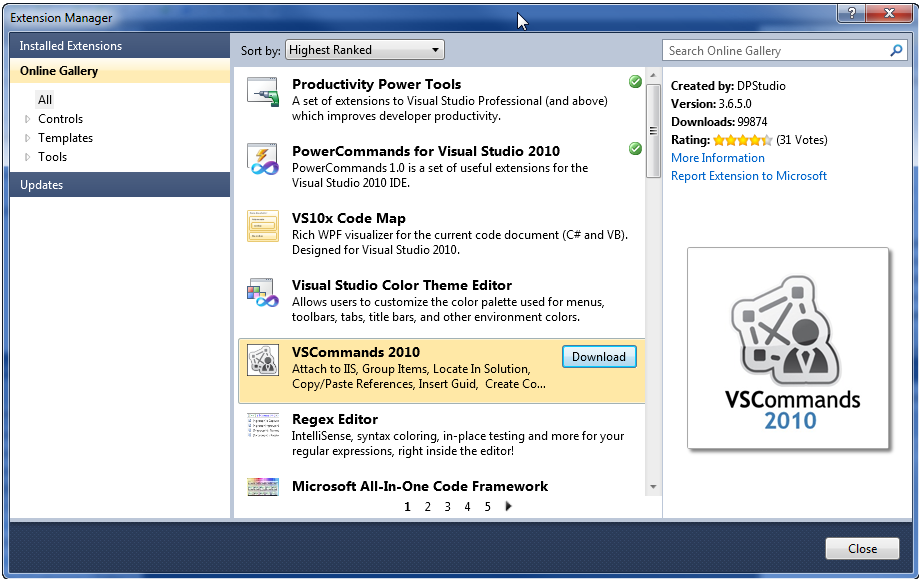 Extension Manager
?
Installed Extensions
Online Gallery
All
Controls
Templates
Tools
Updates
Sort by: Highest Ranked
Productivity Power Tools
A set of extensions to Visual Studio Professional (and above)
which improves developer productivity.
PowerCommands for Visual Studio 2010
PowerCommands 1.0 is a set of useful extensions for the
Visual Studio 2010 IDE.
VS10x Code Map
Rich WPF visualizer for the current code document (C# and VB).
Designed for Visual Studio 2010.
Visual Studio Color Theme Editor
Allows users to customize the color palette used for menus,
toolbars, tabs, title bars, and other environment colors.
VSCommands 2010
Download
Attach to IIS, Group Items, Locate In Solution,
Copy/Paste References, Insert Guid, Create Co...
Regex Editor
IntelliSense, syntax coloring, in-place testing and more for your
regular expressions, right inside the editor!
Microsoft All-In-One Code Framework
1 2 3 4 5
Search Online Gallery
Created by: DPStudio
Version: 3.6.5.0
Downloads: 99874
Rating: (31 Votes)
More Information
Report Extension to Microsoft
VSCommands
2010
Close